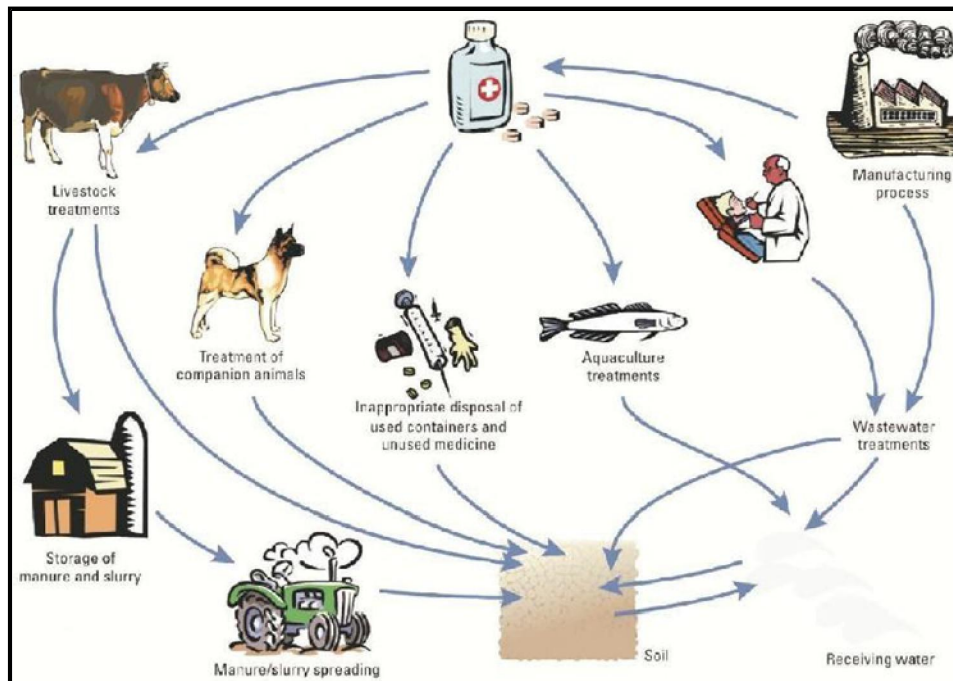 Livestock
treatments
Manufacturing
process
Treatment of
companion animals
Inappropriate disposal of
used containers and
unused medicine
Aquaculture
treatments
Wastewater
treatments
Storage of
manure and slurry
Manure/slurry spreading
Soil
Receiving water